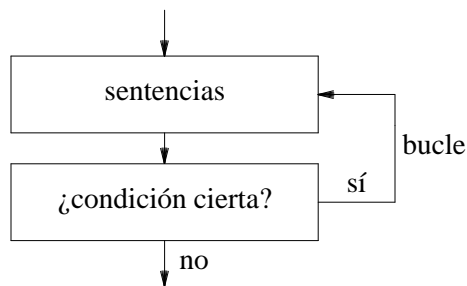 sentencias
bucle
¿condición cierta?
sí
no